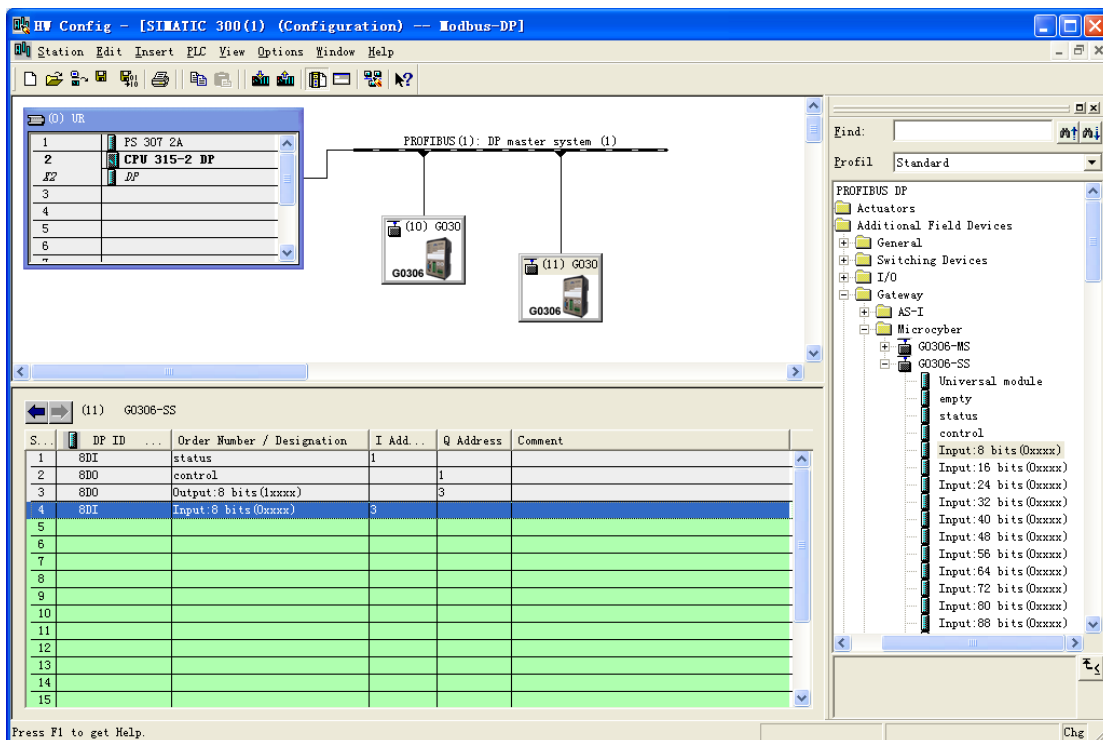 HW Config - [SIMATIC 300(1) (Configuration) -- Modbus-DP]
Station Edit Insert PLC View Options Window Help
(0) UR
1 PS 307 2A
2 CPU 315-2 DP
X2 DP
3
4
5
6
7
PROFIBUS(1): DP master system (1)
(10) G030
G0306
(11) G030
G0306
(11) G0306-SS
S... DP ID ... Order Number / Designation I Add... Q Address Comment
1 8DI status 1
2 8DO control 1
3 8DO Output:8 bits(1xxxx) 3
4 8DI Input:8 bits(0xxxx) 3
5
6
7
8
9
10
11
12
13
14
15
Find:
Profil Standard
PROFIBUS DP
Actuators
Additional Field Devices
General
Switching Devices
I/O
Gateway
AS-I
Microcyber
G0306-MS
G0306-SS
Universal module
empty
status
control
Input:8 bits(0xxxx)
Input:16 bits(0xxxx)
Input:24 bits(0xxxx)
Input:32 bits(0xxxx)
Input:40 bits(0xxxx)
Input:48 bits(0xxxx)
Input:56 bits(0xxxx)
Input:64 bits(0xxxx)
Input:72 bits(0xxxx)
Input:80 bits(0xxxx)
Input:88 bits(0xxxx)
Press F1 to get Help.
Chg